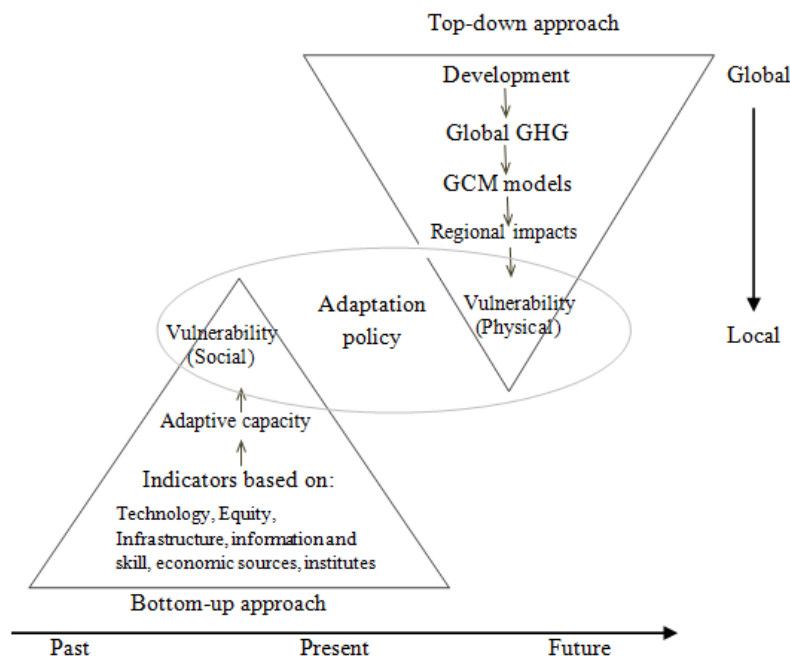 Top-down approach
Development
Global
Global GHG
GCM models
Regional impacts
Vulnerability
(Physical)
Adaptation
policy
Vulnerability
(Social)
Local
Adaptive capacity
Indicators based on:
Technology, Equity,
Infrastructure, information and
skill, economic sources, institutes
Bottom-up approach
Past
Present
Future